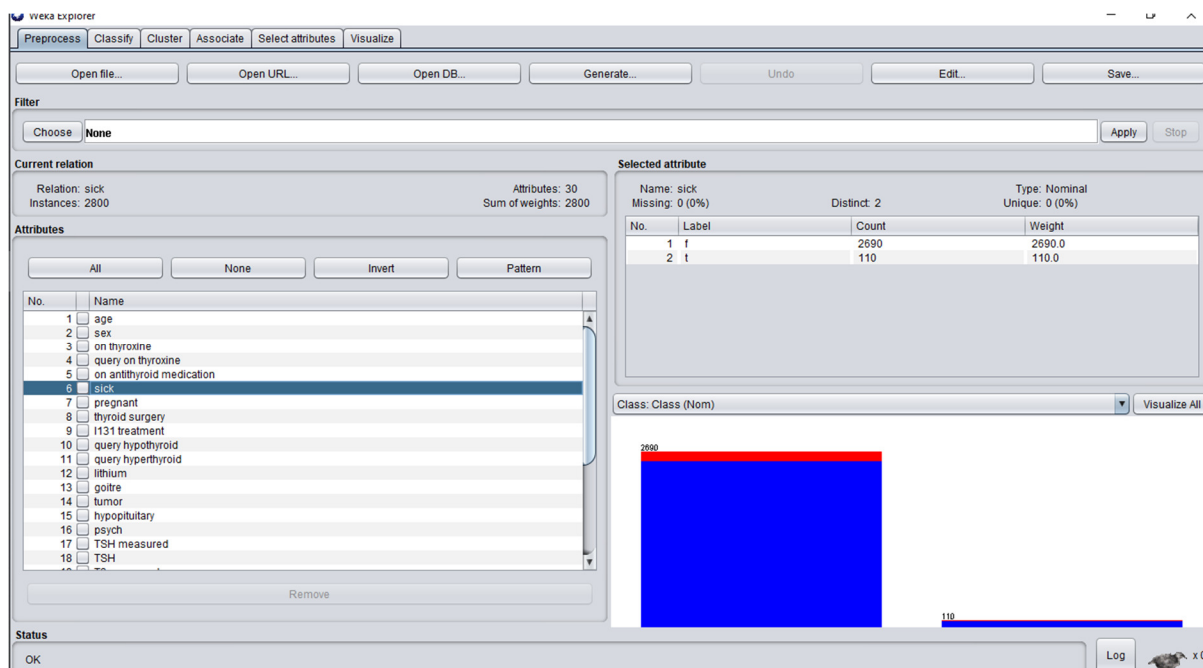 Weka Explorer
Preprocess Classify Cluster Associate Select attributes Visualize
Open file... Open URL... Open DB... Generate... Undo Edit... Save...
Filter
Choose None Apply Stop
Current relation
Relation: sick Attributes: 30
Instances: 2800 Sum of weights: 2800
Attributes
All None Invert Pattern
No. Name
1 age
2 sex
3 on thyroxine
4 query on thyroxine
5 on antithyroid medication
6 sick
7 pregnant
8 thyroid surgery
9 I131 treatment
10 query hypothyroid
11 query hyperthyroid
12 lithium
13 goitre
14 tumor
15 hypopituitary
16 psych
17 TSH measured
18 TSH
Remove
Selected attribute
Name: sick Type: Nominal
Missing: 0 (0%) Distinct: 2 Unique: 0 (0%)
No. Label Count Weight
1 f 2690 2690.0
2 t 110 110.0
Class: Class (Nom) Visualize All
2690
110
Status
OK Log